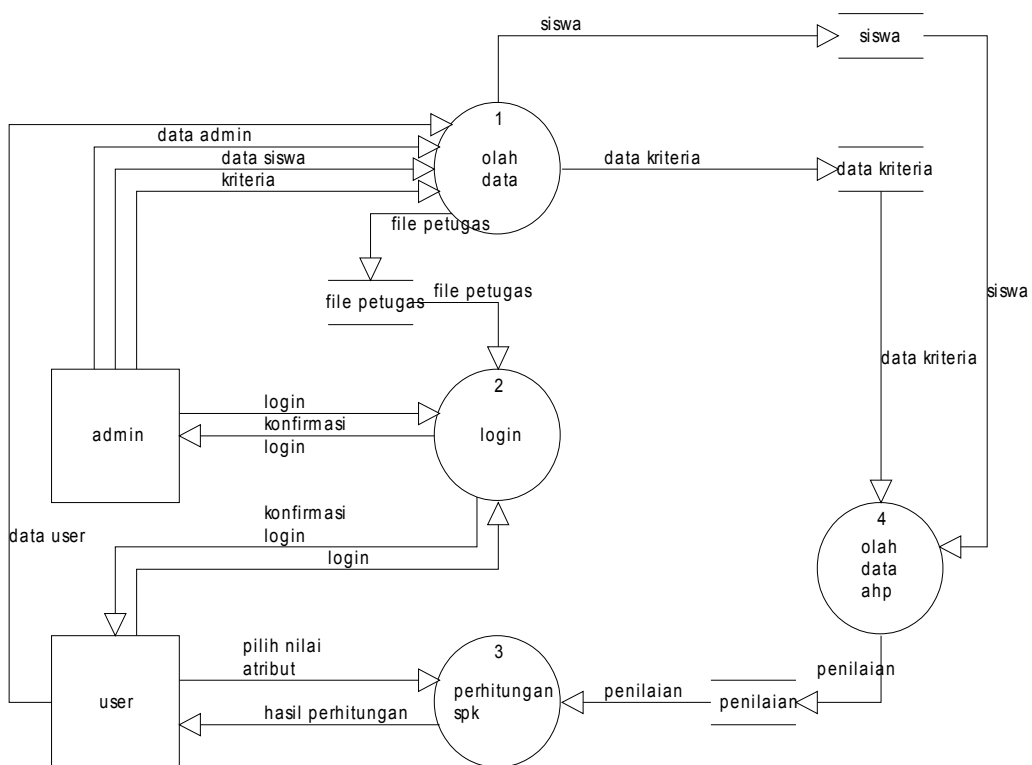 siswa
siswa
1
olah
data
data admin
data siswa
kriteria
data kriteria
data kriteria
file petugas
file petugas
file petugas
siswa
data kriteria
2
login
admin
login
konfirmasi
login
konfirmasi
login
login
data user
4
olah
data
ahp
user
pilih nilai
atribut
hasil perhitungan
3
perhitungan
spk
penilaian
penilaian
penilaian